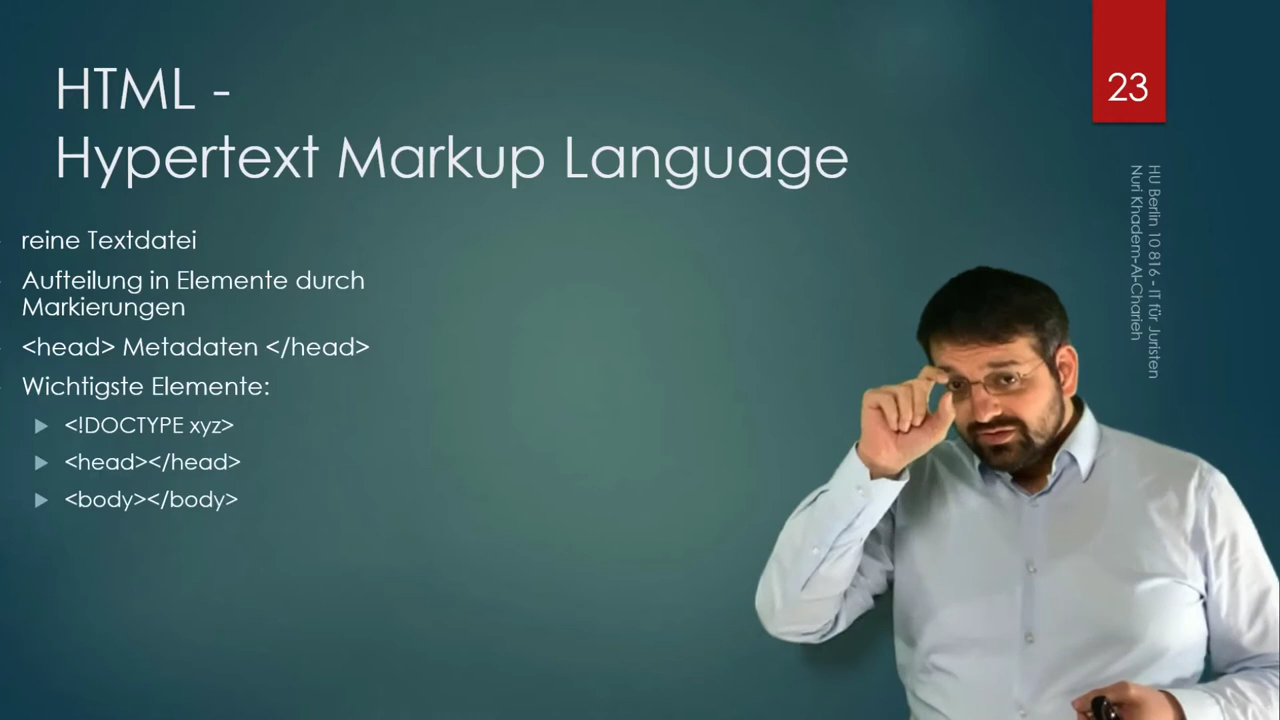 HTML -
Hypertext Markup Language
23
HU Berlin 10 816 - IT für Juristen
Nuri Khadem-Al-Charieh
reine Textdatei
Aufteilung in Elemente durch
Markierungen
<head> Metadaten </head>
Wichtigste Elemente:
<!DOCTYPE xyz>
<head></head>
<body></body>